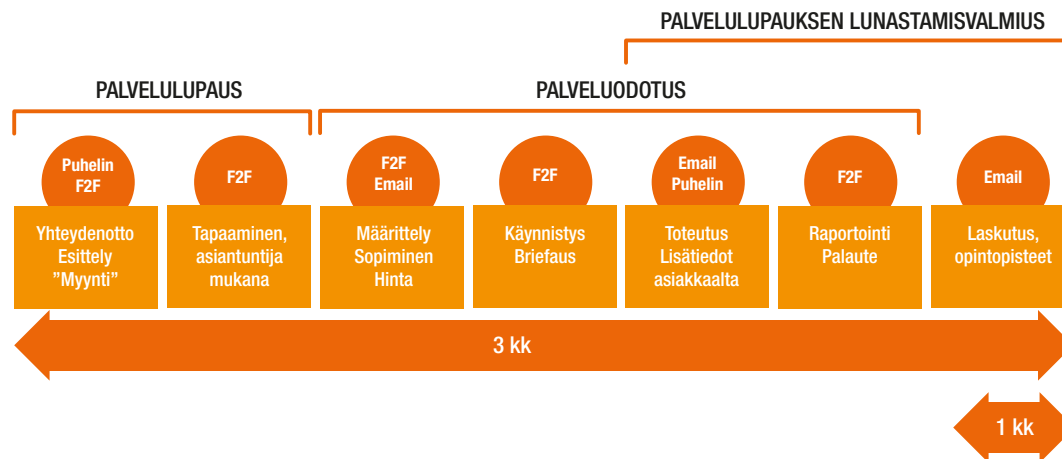 PALVELULUPAUKSEN LUNASTAMISVALMIUS
PALVELULUPAUS
PALVELUODOTUS
Puhelin
F2F
Yhteydenotto
Esittely
”Myynti”
F2F
Tapaaminen,
asiantuntija
mukana
F2F
Email
Määrittely
Sopiminen
Hinta
F2F
Käynnistys
Briefaus
Email
Puhelin
Toteutus
Lisätiedot
asiakkaalta
F2F
Raportointi
Palaute
Email
Laskutus,
opintopisteet
3 kk
1 kk